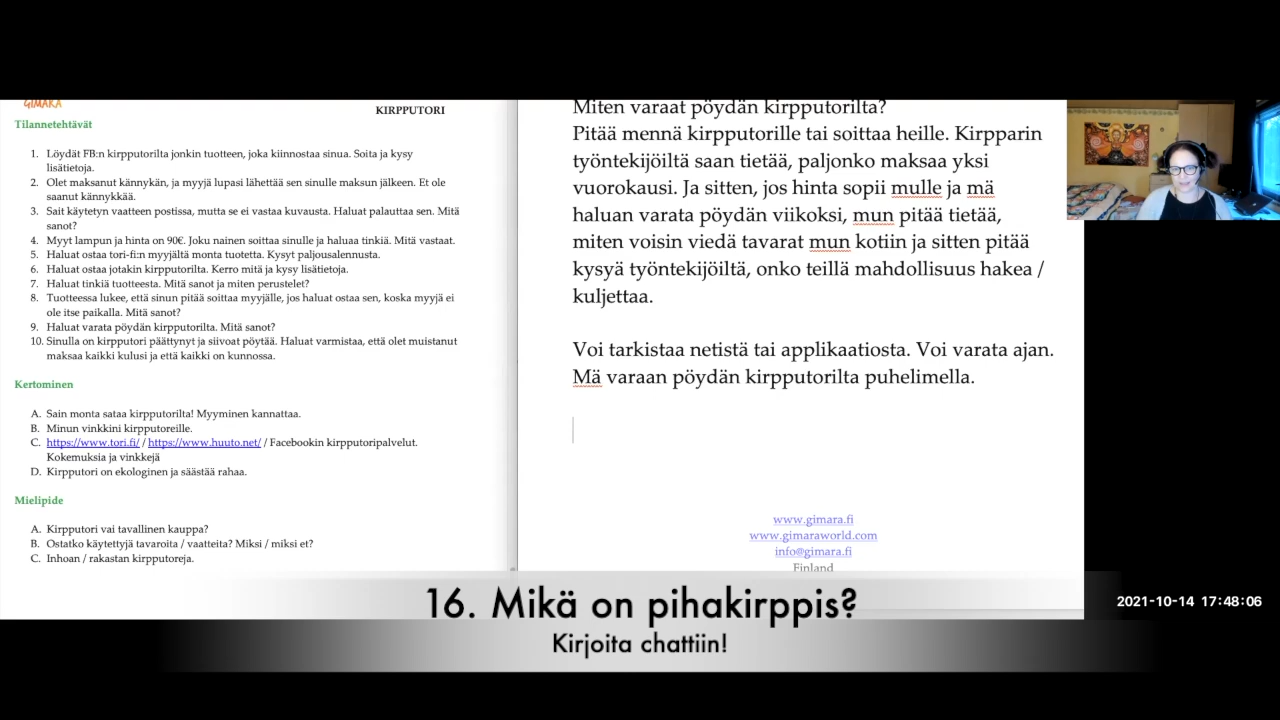 GIMARA
KIRPPUTORI
Tilannetehtävät
1. Löydät FB:n kirpputorilta jonkin tuotteen, joka kiinnostaa sinua. Soita ja kysy
lisätietoja.
2. Olet maksanut kännykän, ja myyjä lupasi lähettää sen sinulle maksun jälkeen. Et ole
saanut kännykkää.
3. Sait käytetyn vaatteen postissa, mutta se ei vastaa kuvausta. Haluat palauttaa sen. Mitä
sanot?
4. Myyt lampun ja hinta on 90€. Joku nainen soittaa sinulle ja haluaa tinkiä. Mitä vastaat.
5. Haluat ostaa tori-fi:n myyjältä monta tuotetta. Kysyt paljousalennusta.
6. Haluat ostaa jotakin kirpputorilta. Kerro mitä ja kysy lisätietoja.
7. Haluat tinkiä tuotteesta. Mitä sanot ja miten perustelet?
8. Tuotteessa lukee, että sinun pitää soittaa myyjälle, jos haluat ostaa sen, koska myyjä ei
ole itse paikalla. Mitä sanot?
9. Haluat varata pöydän kirpputorilta. Mitä sanot?
10. Sinulla on kirpputori päättynyt ja siivoat pöytää. Haluat varmistaa, että olet muistanut
maksaa kaikki kulusi ja että kaikki on kunnossa.
Kertominen
A. Sain monta sataa kirpputorilta! Myyminen kannattaa.
B. Minun vinkkini kirpputoreille.
C. https://www.tori.fi/ / https://www.huuto.net/ / Facebookin kirpputoripalvelut.
Kokemuksia ja vinkkejä
D. Kirpputori on ekologinen ja säästää rahaa.
Mielipide
A. Kirpputori vai tavallinen kauppa?
B. Ostatko käytettyjä tavaroita / vaatteita? Miksi / miksi et?
C. Inhoan / rakastan kirpputoreja.
Miten varaat pöydän kirpputorilta?
Pitää mennä kirpputorille tai soittaa heille. Kirpparin
työntekijöiltä saan tietää, paljonko maksaa yksi
vuorokausi. Ja sitten, jos hinta sopii mulle ja mä
haluan varata pöydän viikoksi, mun pitää tietää,
miten voisin viedä tavarat mun kotiin ja sitten pitää
kysyä työntekijöiltä, onko teillä mahdollisuus hakea /
kuljettaa.
Voi tarkistaa netistä tai applikaatiosta. Voi varata ajan.
Mä varaan pöydän kirpputorilta puhelimella.
www.gimara.fi
www.gimaraworld.com
info@gimara.fi
Finland
16. Mikä on pihakirppis?
Kirjoita chattiin!
2021-10-14 17:48:06